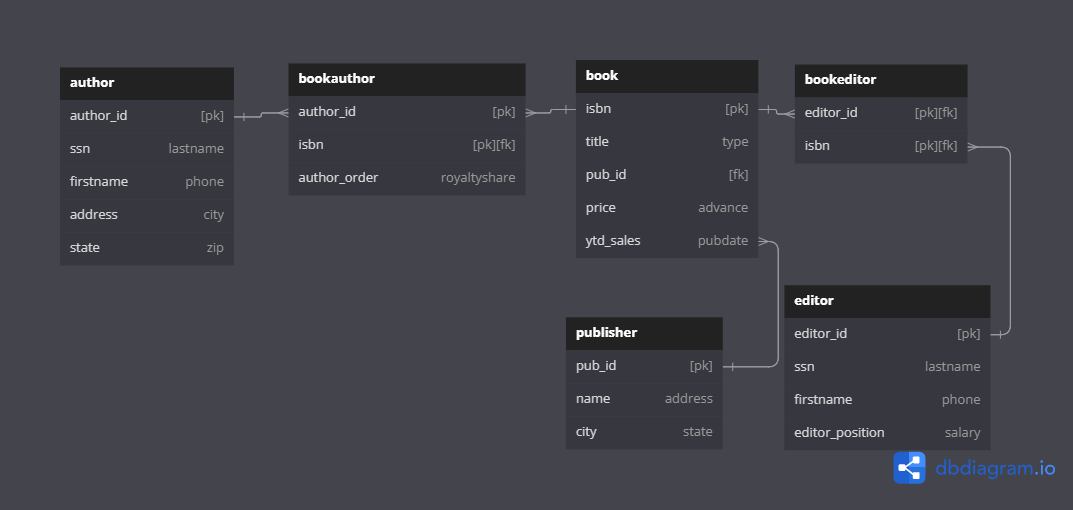 author
author_id [pk]
ssn lastname
firstname phone
address city
state zip
bookauthor
author_id [pk]
isbn [pk][fk]
author_order royaltyshare
book
isbn [pk]
title type
pub_id [fk]
price advance
ytd_sales pubdate
bookeditor
editor_id [pk][fk]
isbn [pk][fk]
publisher
pub_id [pk]
name address
city state
editor
editor_id [pk]
ssn lastname
firstname phone
editor_position salary
dbdiagram.io